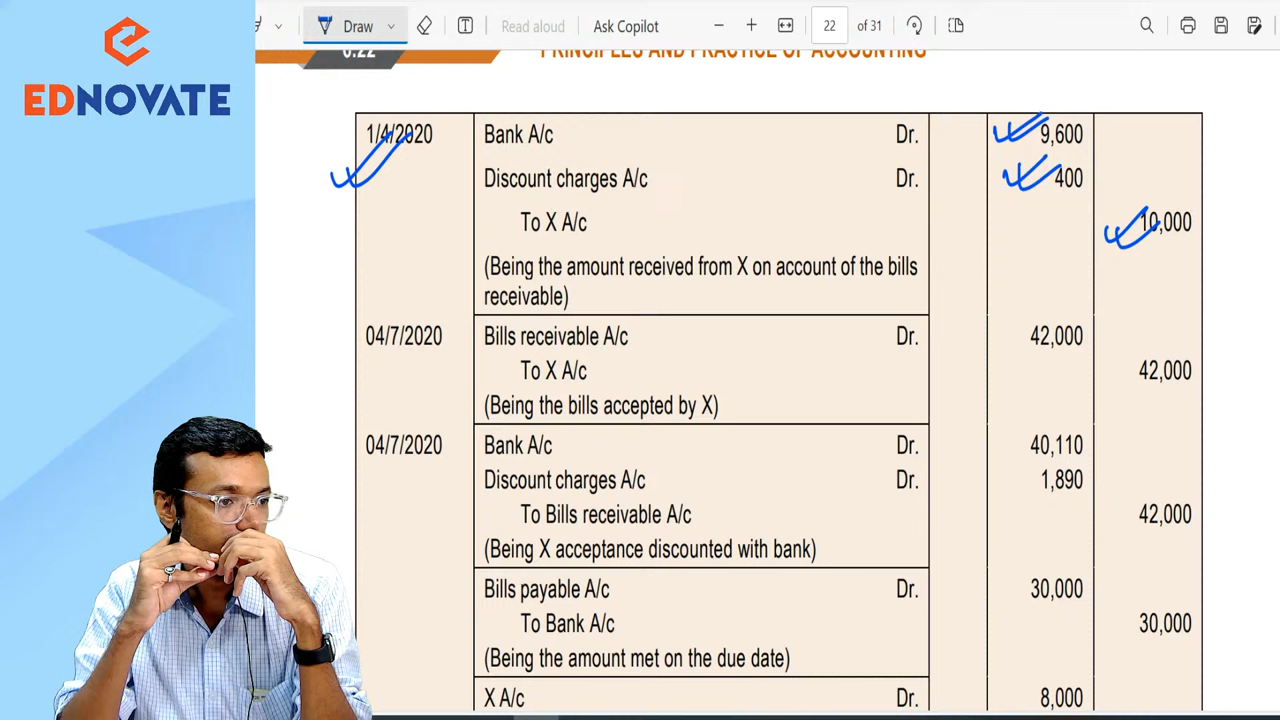 Draw
Read aloud
Ask Copilot
22
of 31
EDNOVATE
6.22
PRINCIPLES AND PRACTICE OF ACCOUNTING
1/4/2020 Bank A/c Dr. 9,600
Discount charges A/c Dr. 400
To X A/c 10,000
(Being the amount received from X on account of the bills
receivable)
04/7/2020 Bills receivable A/c Dr. 42,000
To X A/c 42,000
(Being the bills accepted by X)
04/7/2020 Bank A/c Dr. 40,110
Discount charges A/c Dr. 1,890
To Bills receivable A/c 42,000
(Being X acceptance discounted with bank)
Bills payable A/c Dr. 30,000
To Bank A/c 30,000
(Being the amount met on the due date)
X A/c Dr. 8,000